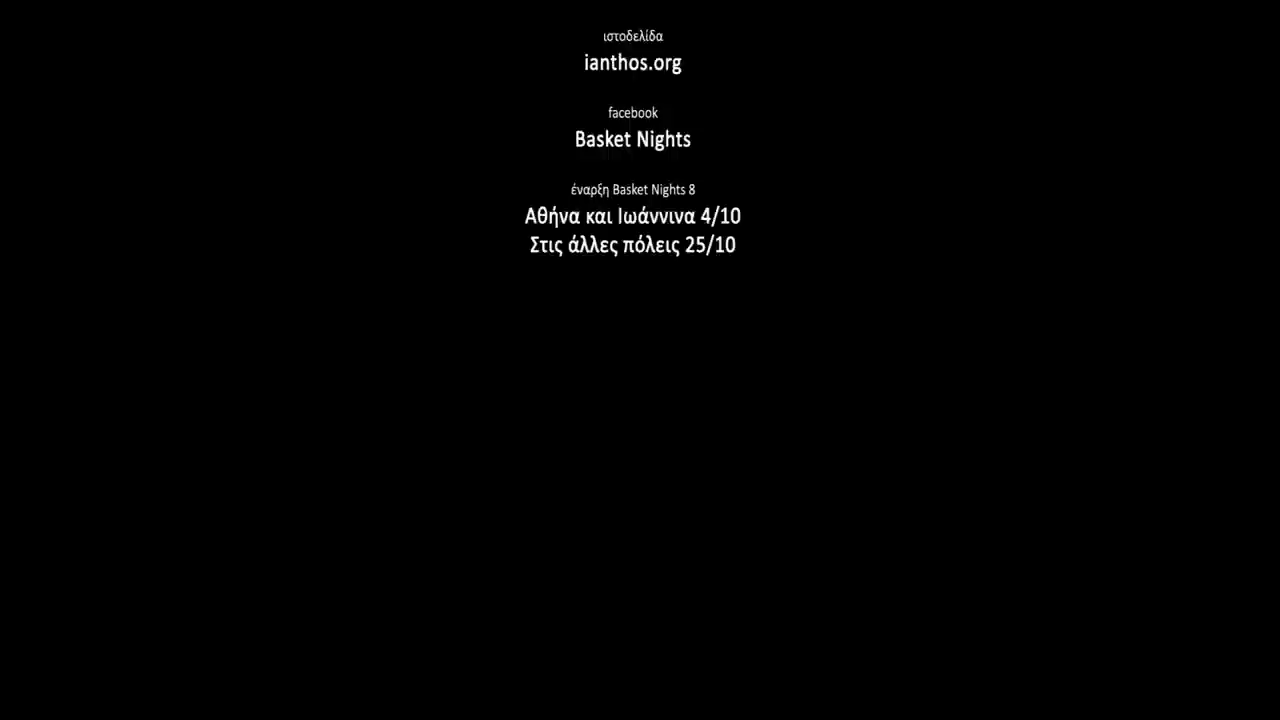 ιστοδελίδα
ianthos.org
facebook
Basket Nights
έναρξη Basket Nights 8
Αθήνα και Ιωάννινα 4/10
Στις άλλες πόλεις 25/10